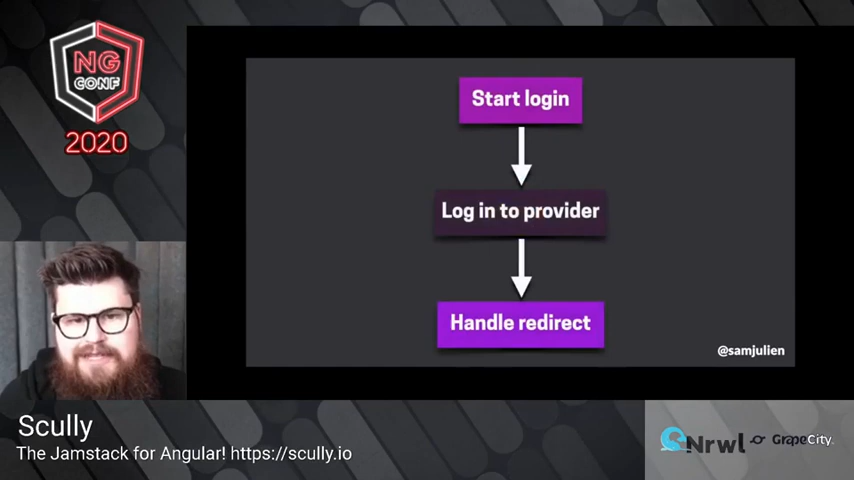 NG
CONF
2020
Start login
Log in to provider
Handle redirect
@samjulien
Scully
The Jamstack for Angular! https://scully.io
Nrwl or GrapeCity